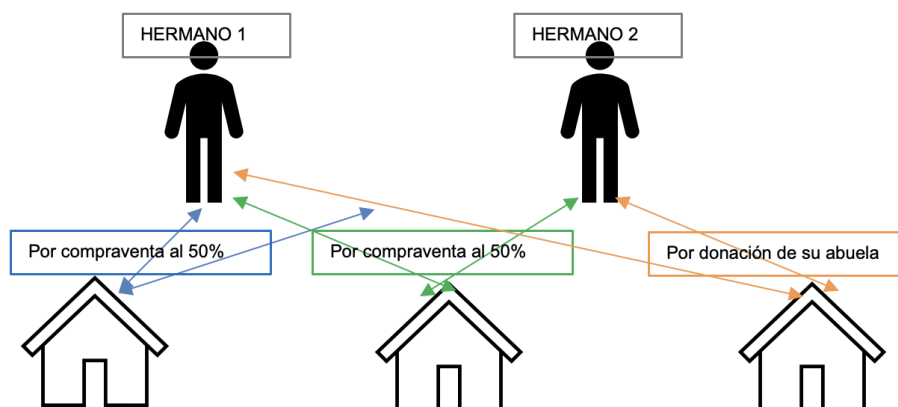 HERMANO 1
HERMANO 2
Por compraventa al 50%
Por compraventa al 50%
Por donación de su abuela